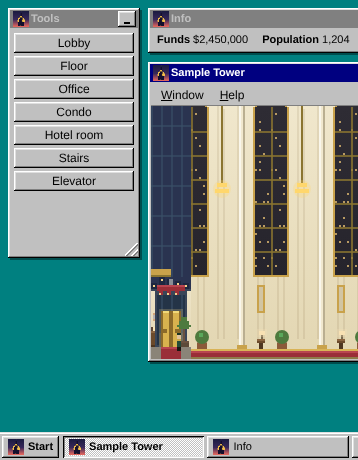 Tools
Lobby
Floor
Office
Condo
Hotel room
Stairs
Elevator
Info
Funds $2,450,000 Population 1,204
Sample Tower
Window Help
Start
Sample Tower
Info